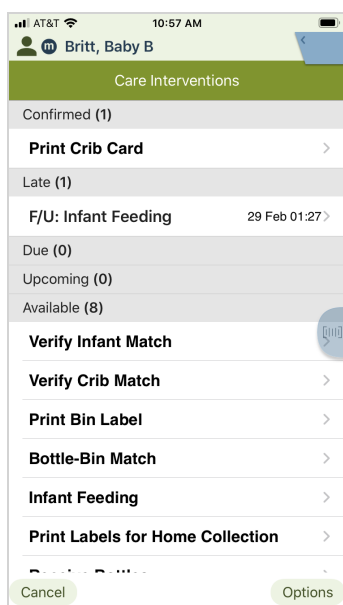 AT&T 10:57 AM
m Britt, Baby B
Care Interventions
Confirmed (1)
Print Crib Card
Late (1)
F/U: Infant Feeding 29 Feb 01:27
Due (0)
Upcoming (0)
Available (8)
Verify Infant Match
Verify Crib Match
Print Bin Label
Bottle-Bin Match
Infant Feeding
Print Labels for Home Collection
Cancel Options